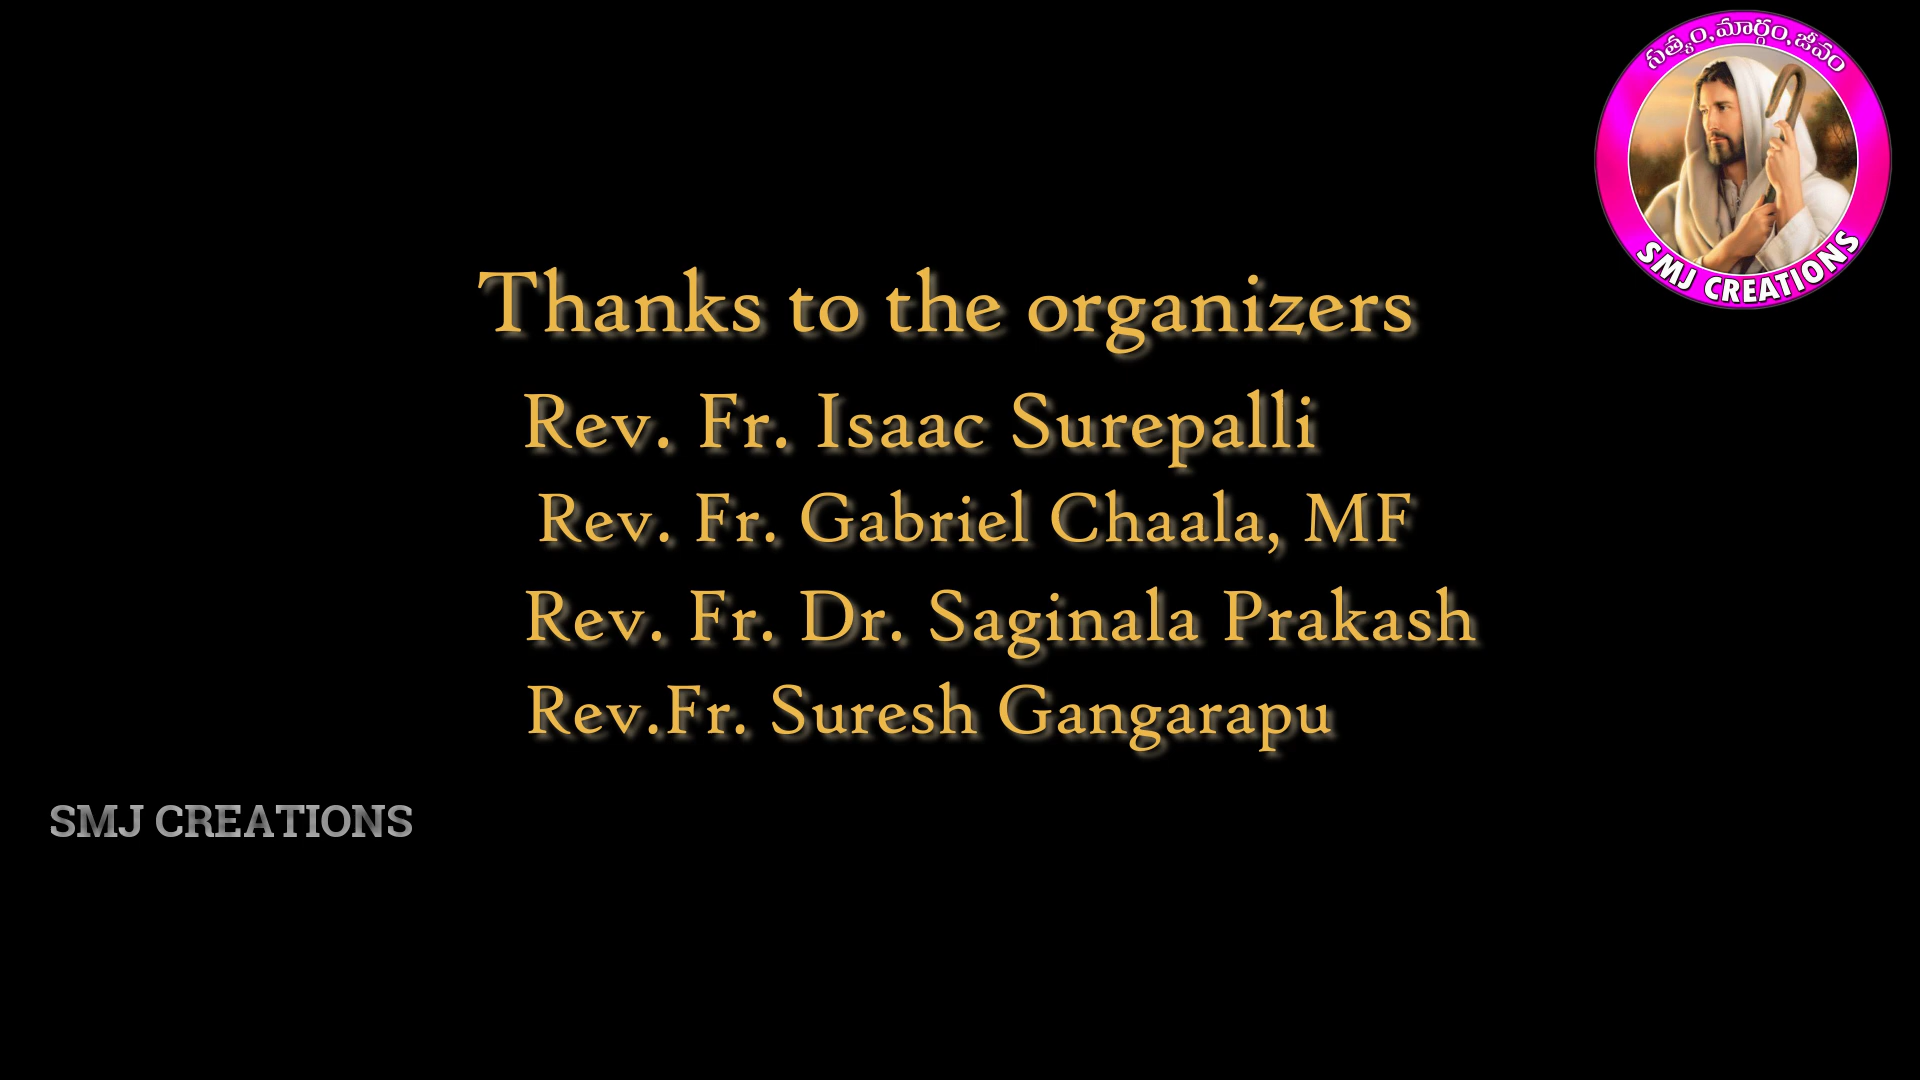 సత్యం,మార్గం,జీవం
SMJ CREATIONS
Thanks to the organizers
Rev. Fr. Isaac Surepalli
Rev. Fr. Gabriel Chaala, MF
Rev. Fr. Dr. Saginala Prakash
Rev.Fr. Suresh Gangarapu
SMJ CREATIONS